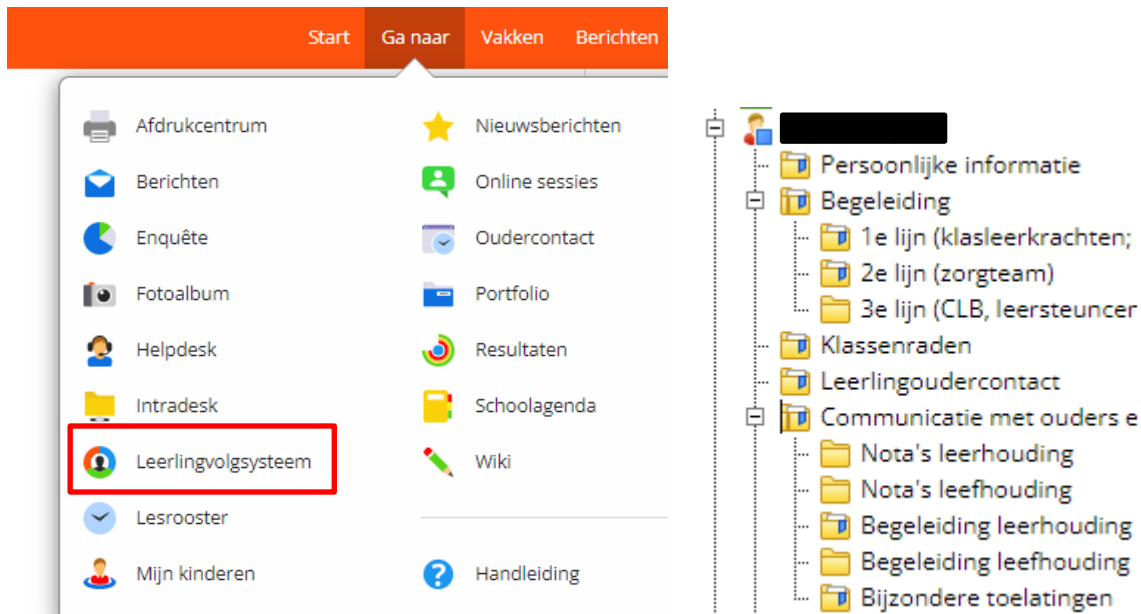 Start Ga naar Vakken Berichten
Afdrukcentrum
Berichten
Enquête
Fotoalbum
Helpdesk
Intradesk
Leerlingvolgsysteem
Lesrooster
Mijn kinderen
Nieuwsberichten
Online sessies
Oudercontact
Portfolio
Resultaten
Schoolagenda
Wiki
Handleiding
Persoonlijke informatie
Begeleiding
1e lijn (klasleerkrachten;
2e lijn (zorgteam)
3e lijn (CLB, leersteuncer
Klassenraden
Leerlingoudercontact
Communicatie met ouders e
Nota's leerhouding
Nota's leefhouding
Begeleiding leerhouding
Begeleiding leefhouding
Bijzondere toelatingen